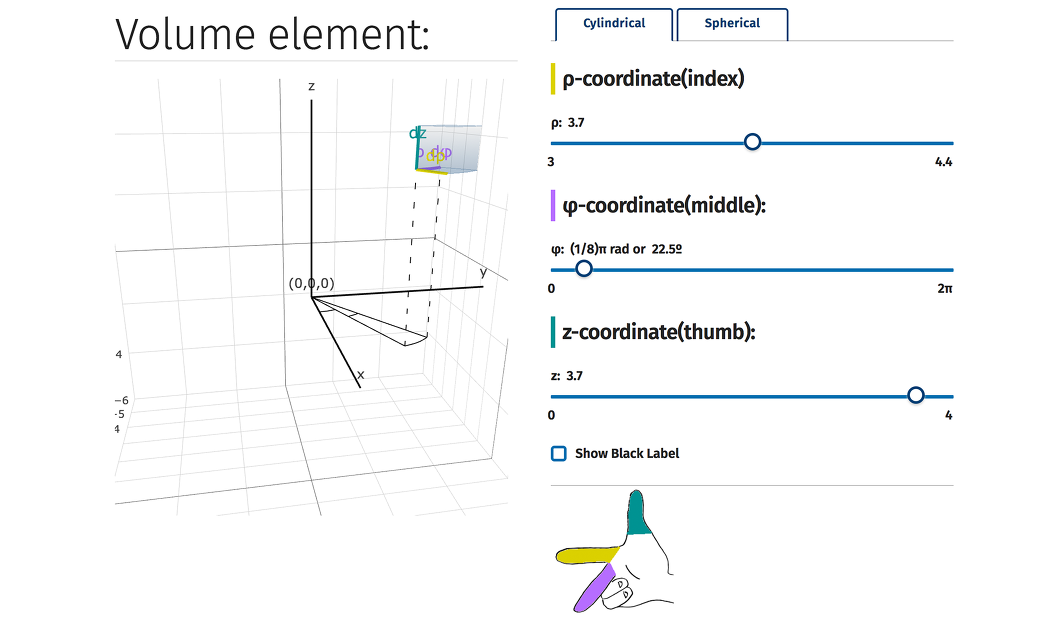 Volume element:
z
dz
ρ dφ
dρ
y
(0,0,0)
x
4
−6
-5
4
Cylindrical
Spherical
ρ-coordinate(index)
ρ: 3.7
3
4.4
φ-coordinate(middle):
φ: (1/8)π rad or 22.5º
0
2π
z-coordinate(thumb):
z: 3.7
0
4
Show Black Label